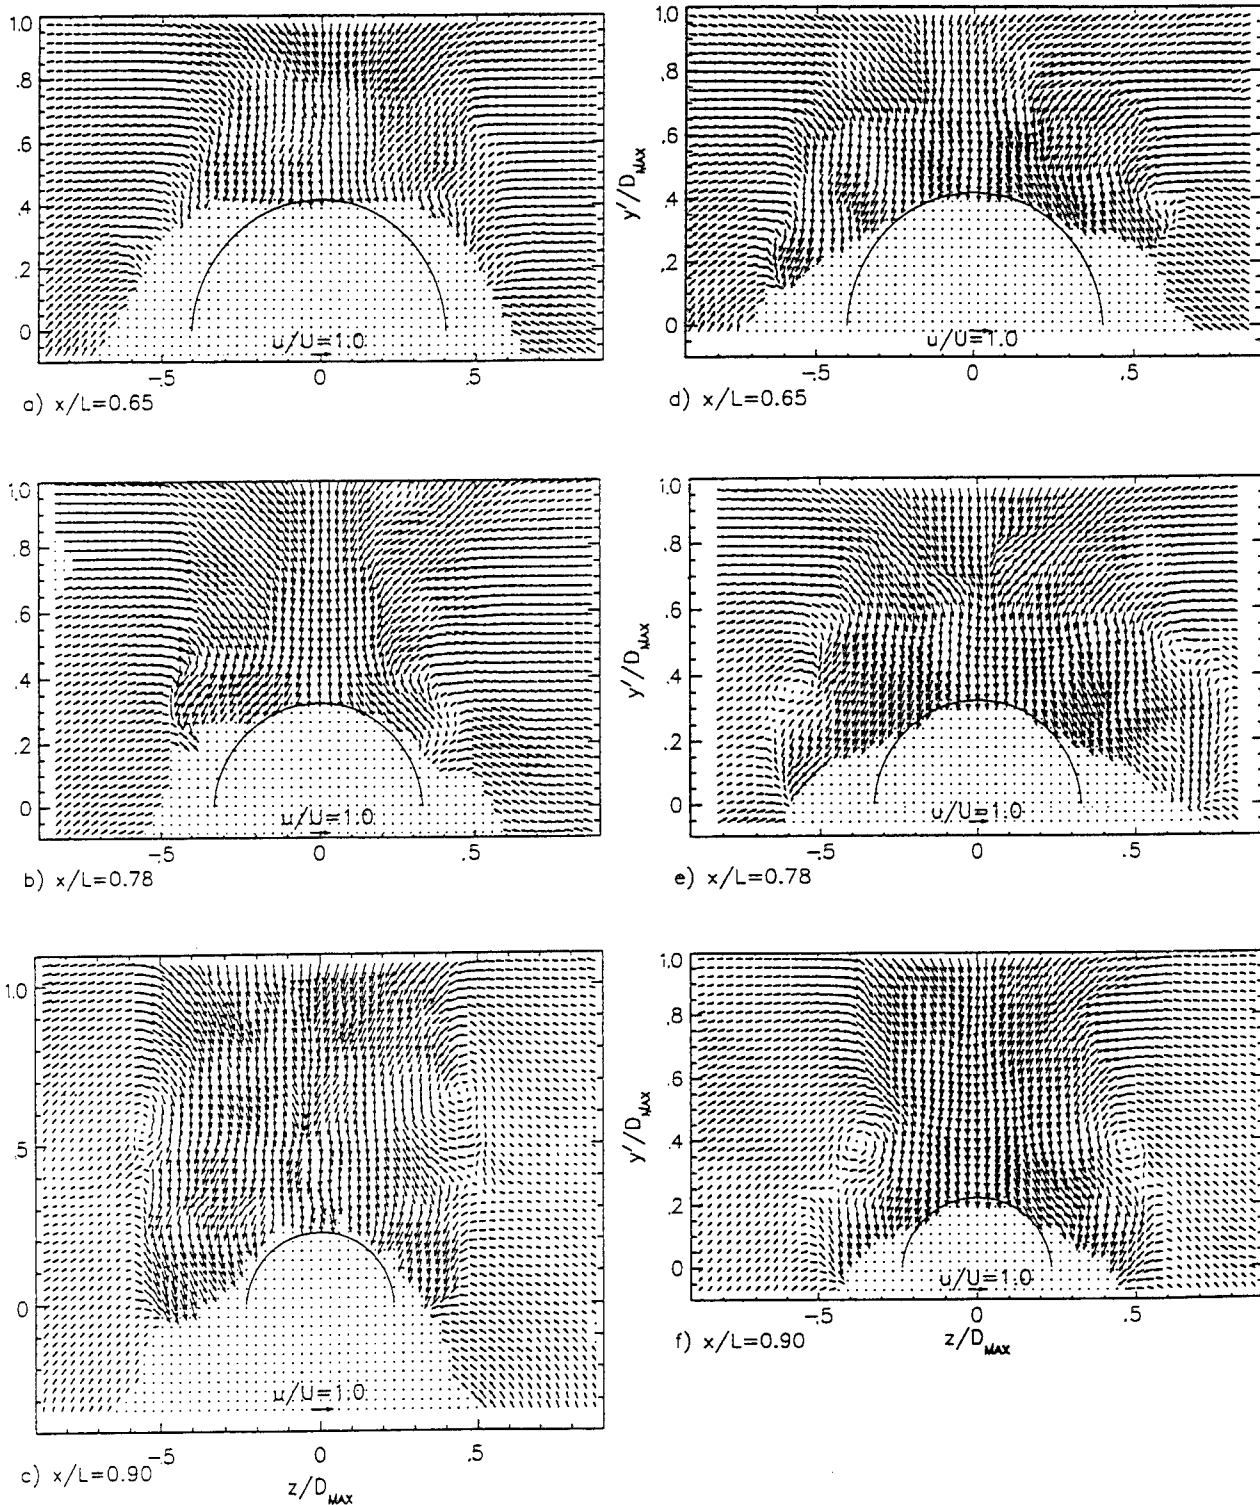 1.0
.8
.6
.4
.2
0
u/U=1.0
-.5 0 .5
a) x/L=0.65
1.0
.8
.6
.4
.2
0
y'/D_MAX
u/U=1.0
-.5 0 .5
d) x/L=0.65
1.0
.8
.6
.4
.2
0
u/U=1.0
-.5 0 .5
b) x/L=0.78
1.0
.8
.6
.4
.2
0
y'/D_MAX
u/U=1.0
-.5 0 .5
e) x/L=0.78
1.0
.5
0
u/U=1.0
-.5 0 .5
c) x/L=0.90
z/D_MAX
1.0
.8
.6
.4
.2
0
y'/D_MAX
u/U=1.0
-.5 0 .5
f) x/L=0.90
z/D_MAX